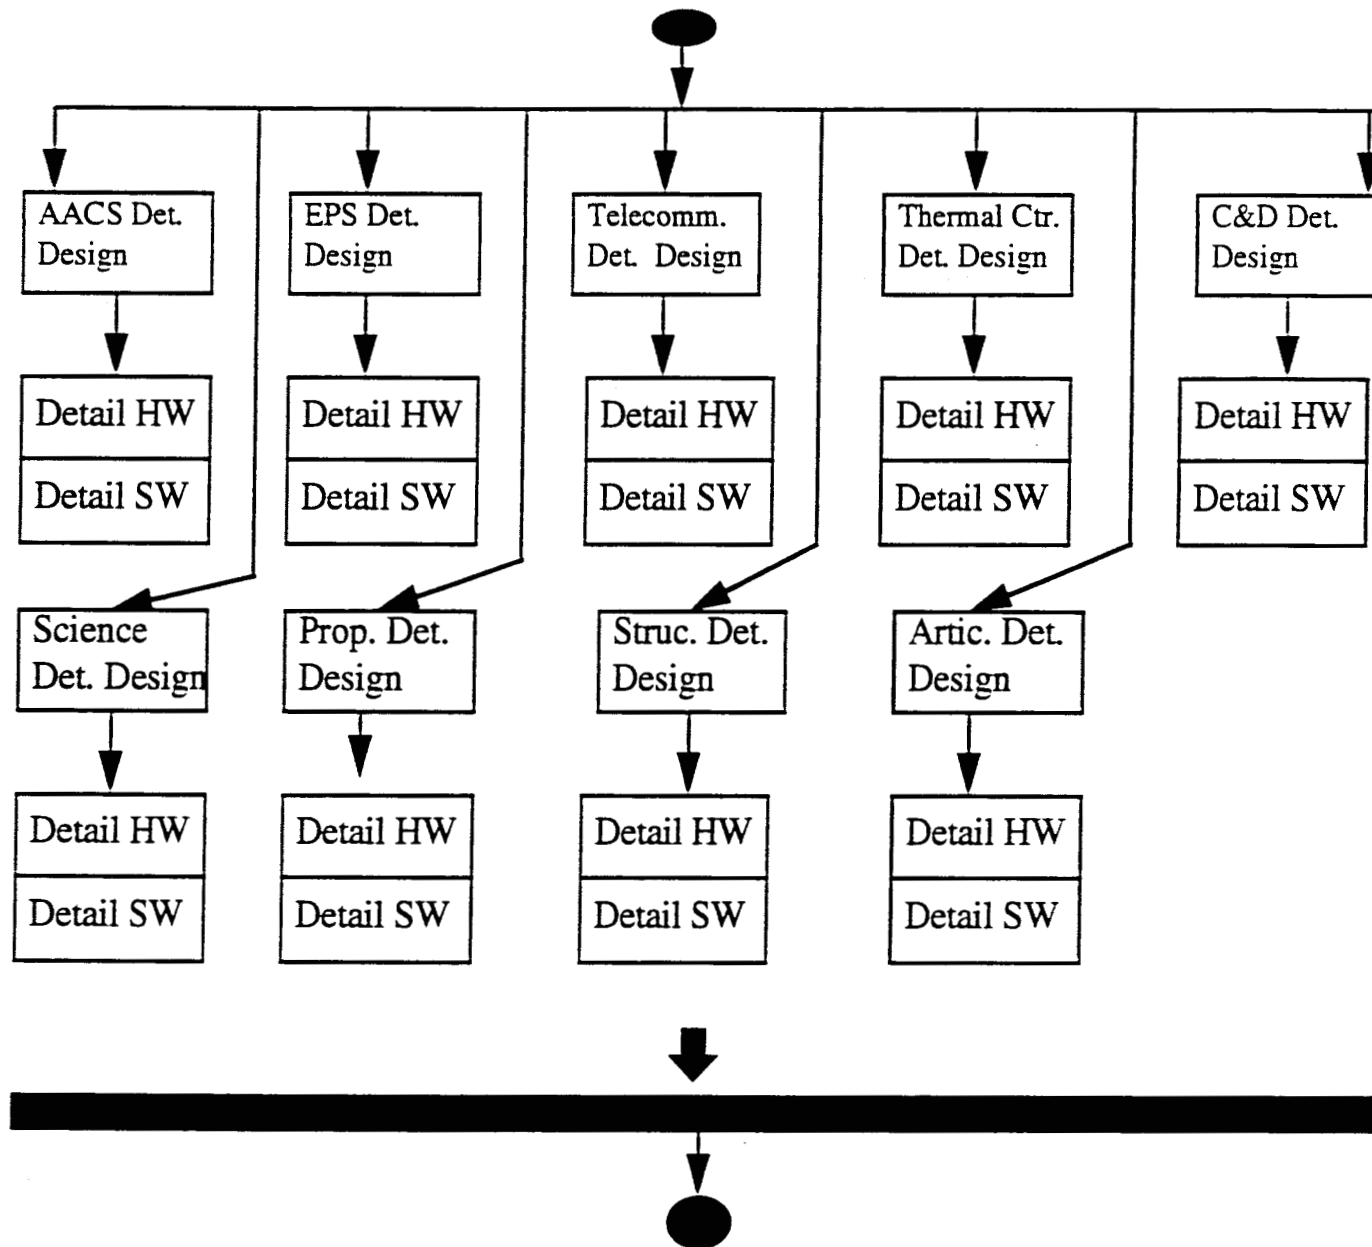 AACS Det.
Design
EPS Det.
Design
Telecomm.
Det. Design
Thermal Ctr.
Det. Design
C&D Det.
Design
Detail HW
Detail SW
Detail HW
Detail SW
Detail HW
Detail SW
Detail HW
Detail SW
Detail HW
Detail SW
Science
Det. Design
Prop. Det.
Design
Struc. Det.
Design
Artic. Det.
Design
Detail HW
Detail SW
Detail HW
Detail SW
Detail HW
Detail SW
Detail HW
Detail SW